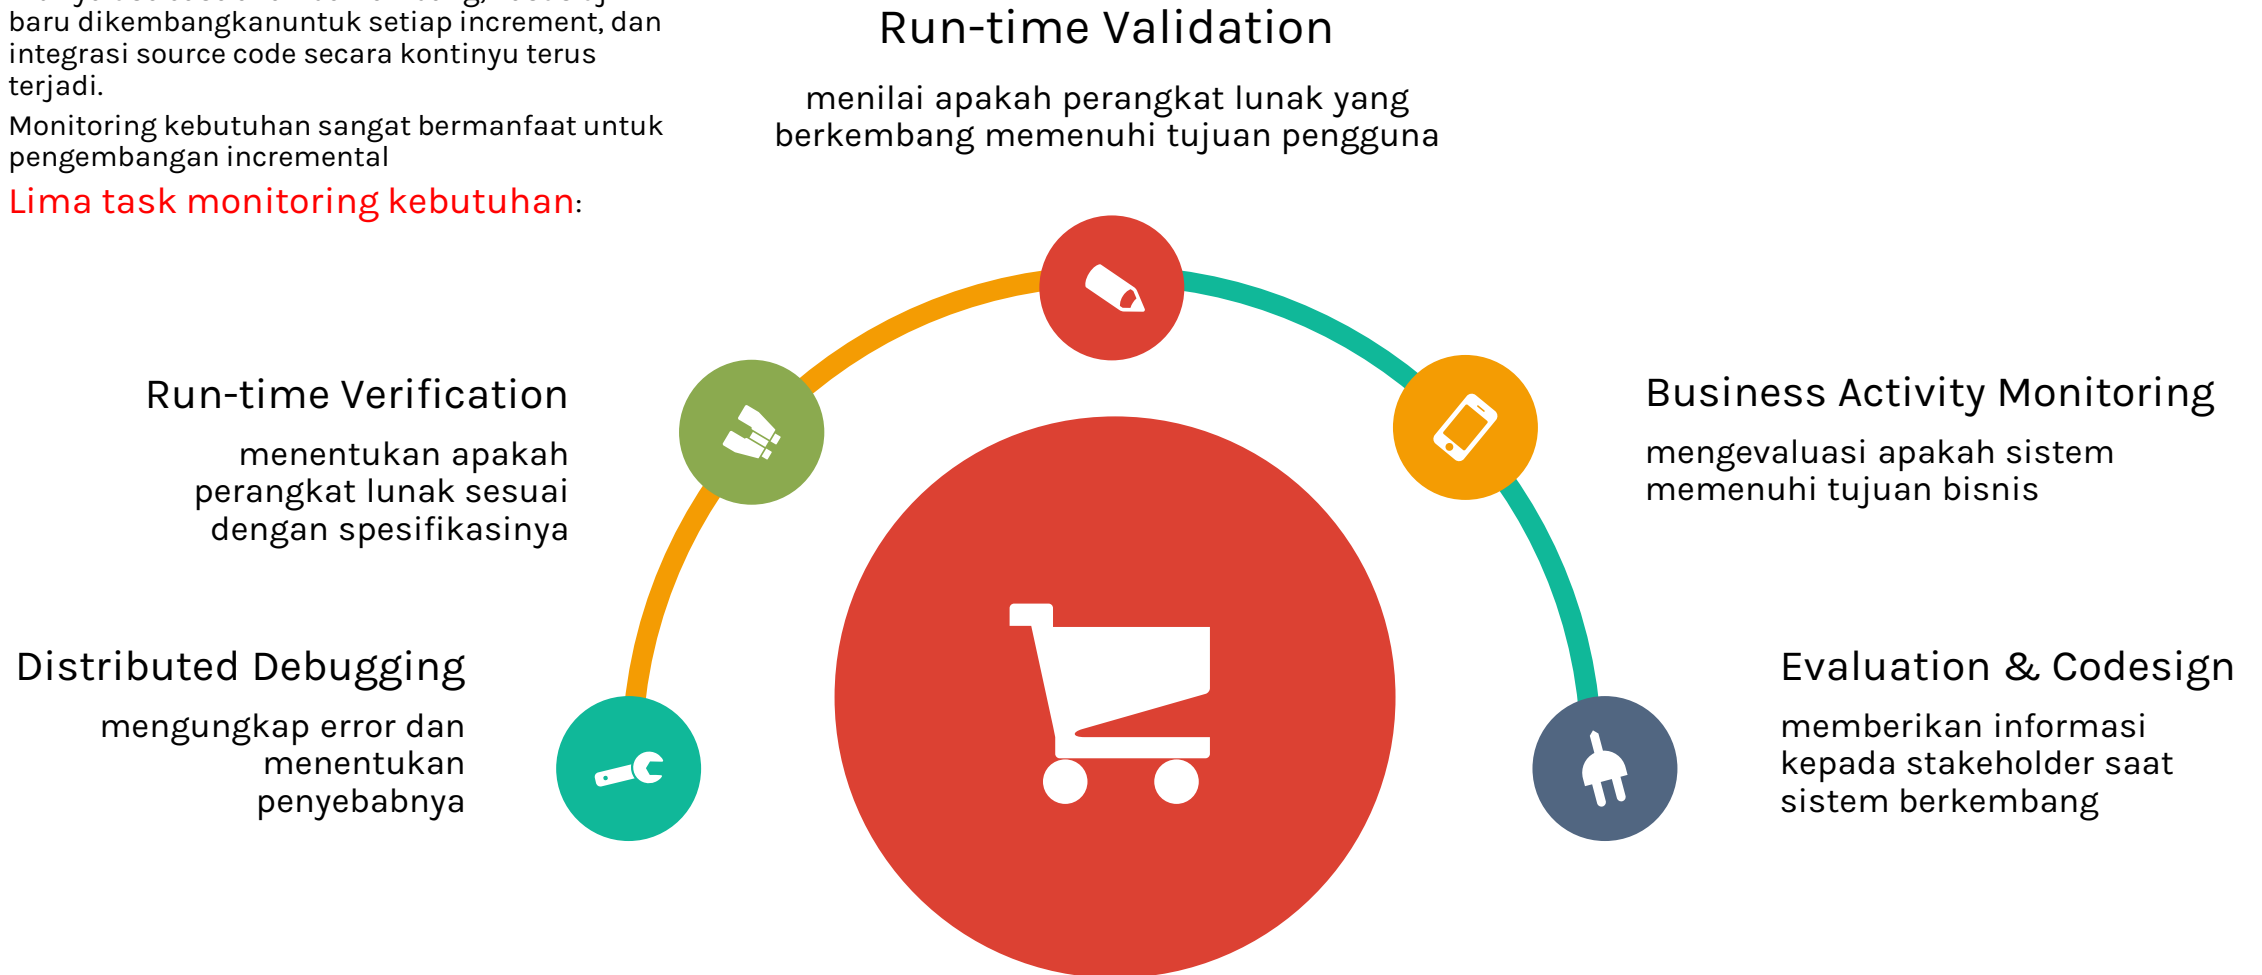 baru dikembangkanuntuk setiap increment, dan
integrasi source code secara kontinyu terus
terjadi.
Monitoring kebutuhan sangat bermanfaat untuk
pengembangan incremental
Lima task monitoring kebutuhan:
Run-time Validation
menilai apakah perangkat lunak yang
berkembang memenuhi tujuan pengguna
Run-time Verification
menentukan apakah
perangkat lunak sesuai
dengan spesifikasinya
Business Activity Monitoring
mengevaluasi apakah sistem
memenuhi tujuan bisnis
Distributed Debugging
mengungkap error dan
menentukan
penyebabnya
Evaluation & Codesign
memberikan informasi
kepada stakeholder saat
sistem berkembang